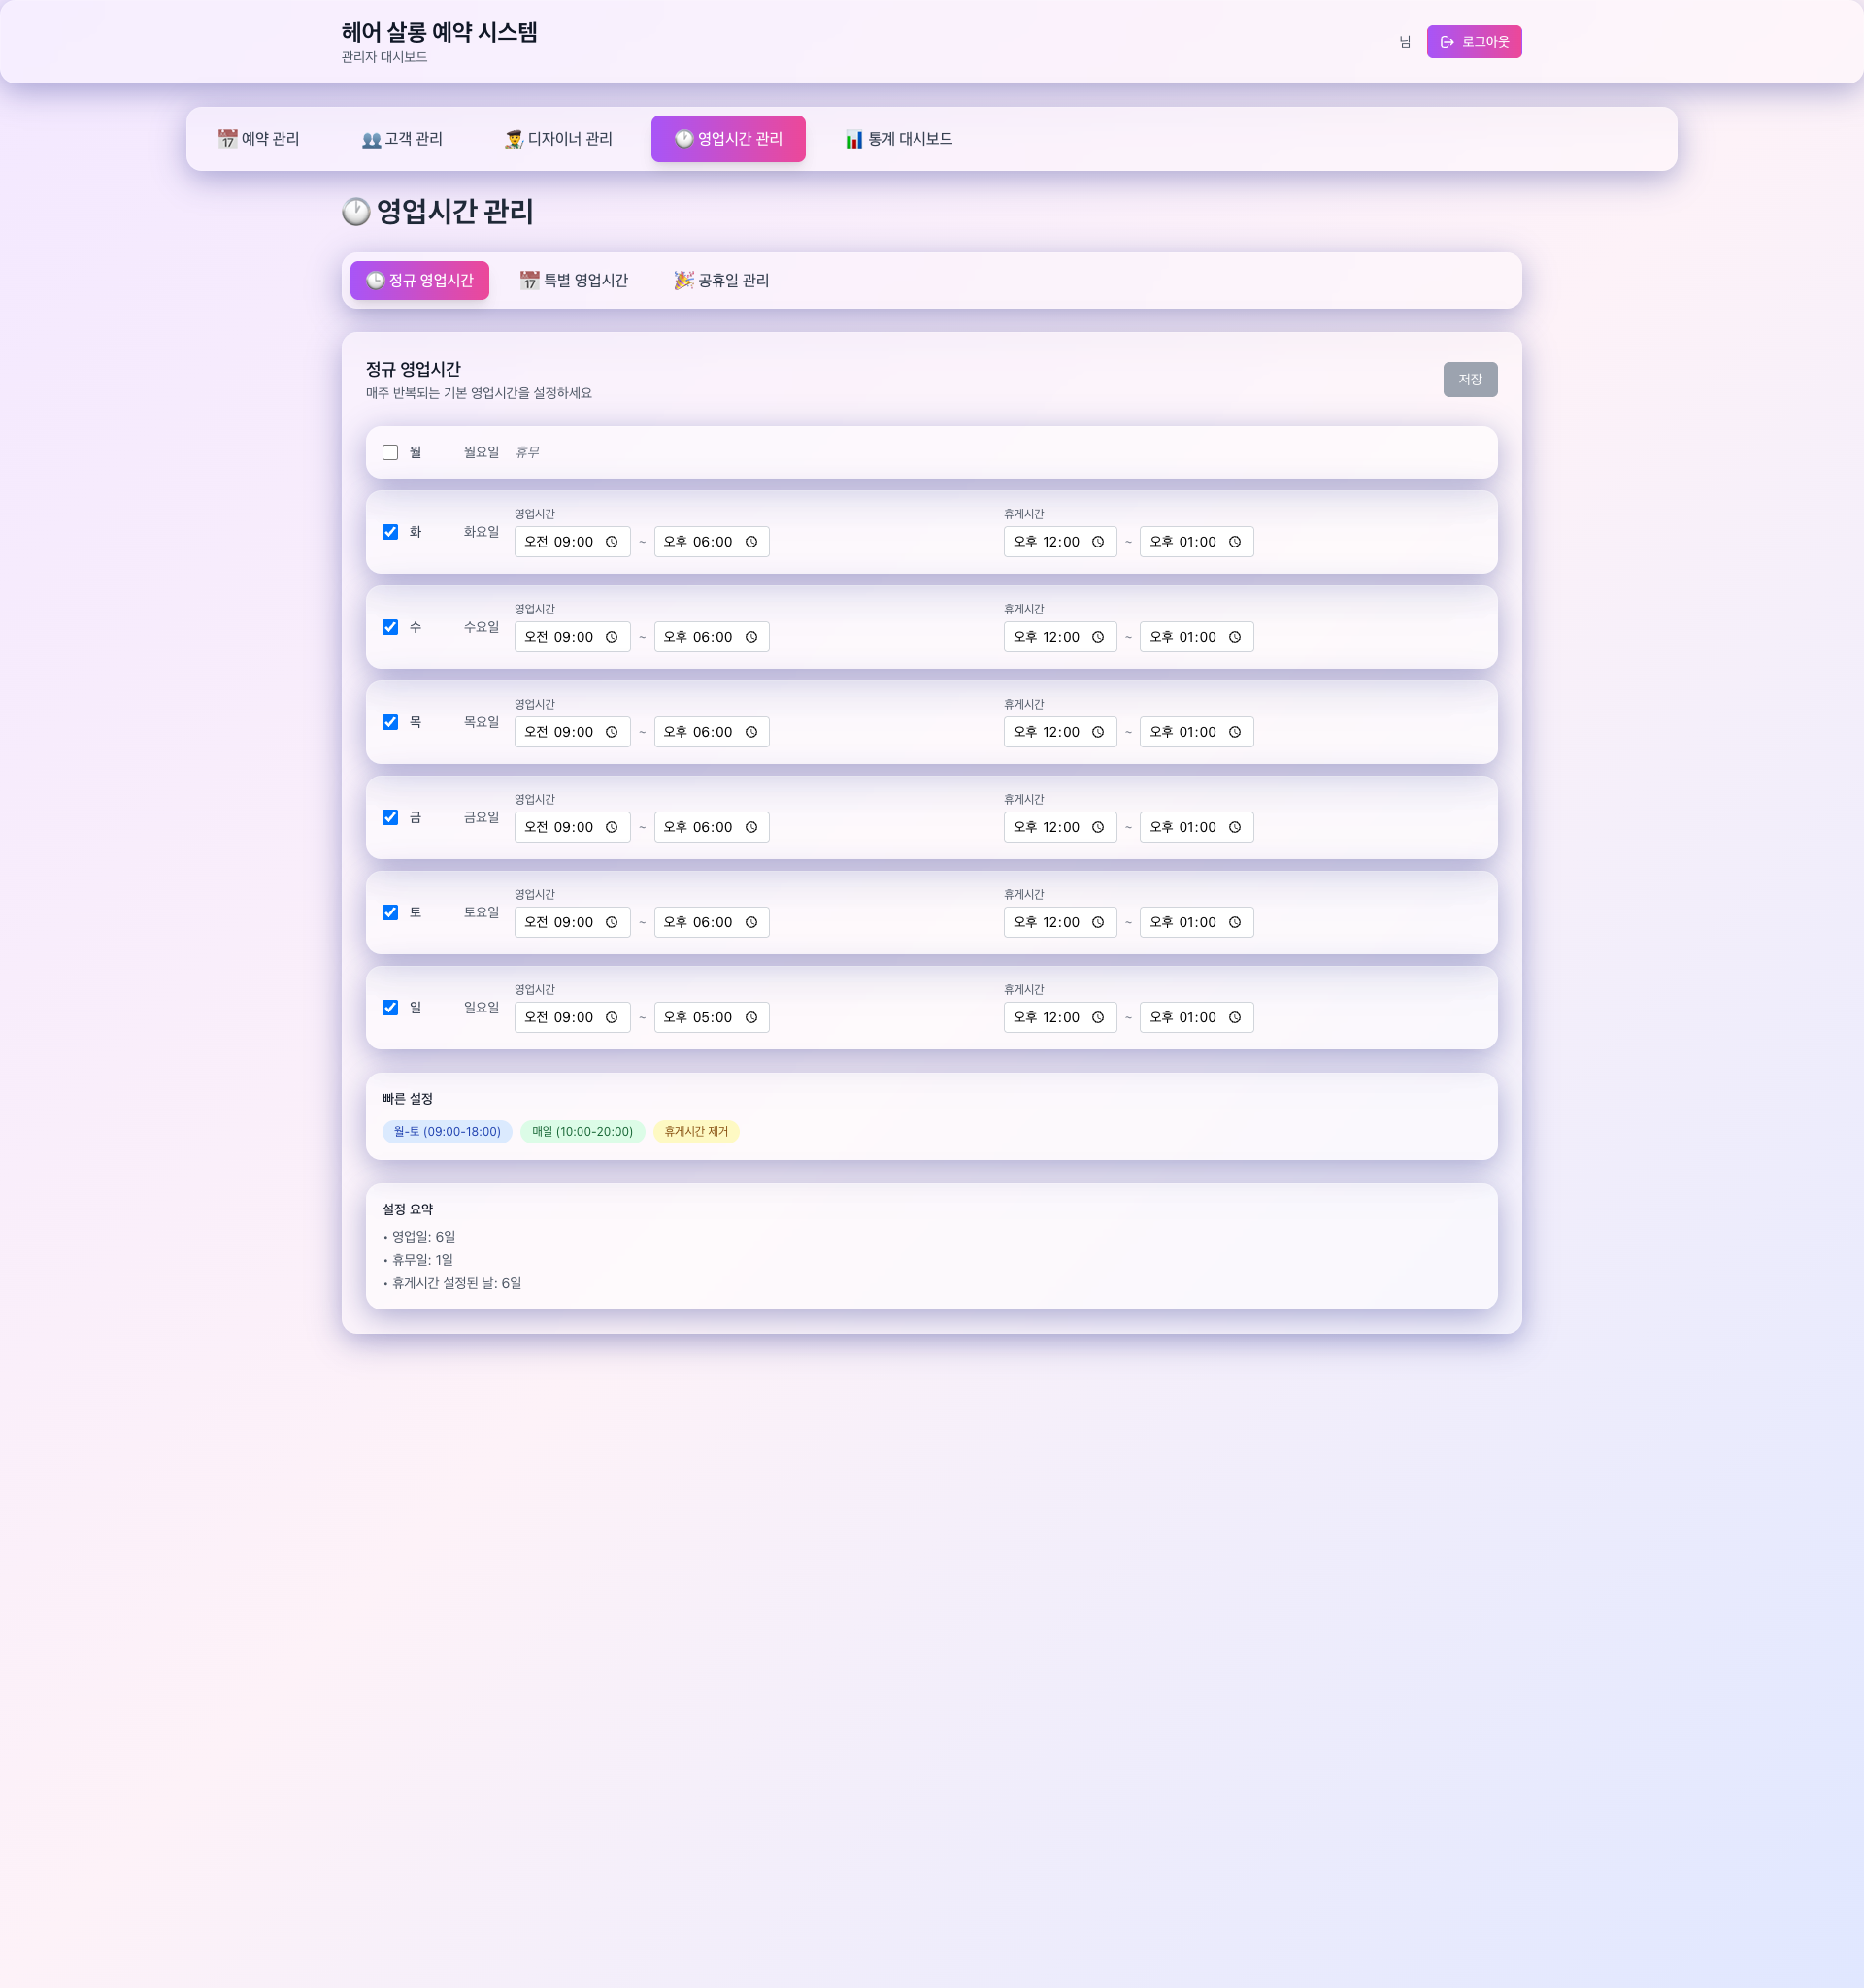 헤어 살롱 예약 시스템
관리자 대시보드
님
로그아웃
예약 관리
고객 관리
디자이너 관리
영업시간 관리
통계 대시보드
영업시간 관리
정규 영업시간
특별 영업시간
공휴일 관리
정규 영업시간
매주 반복되는 기본 영업시간을 설정하세요
저장
월 월요일 휴무
영업시간 휴게시간
화 화요일 오전 09:00 ~ 오후 06:00 오후 12:00 ~ 오후 01:00
영업시간 휴게시간
수 수요일 오전 09:00 ~ 오후 06:00 오후 12:00 ~ 오후 01:00
영업시간 휴게시간
목 목요일 오전 09:00 ~ 오후 06:00 오후 12:00 ~ 오후 01:00
영업시간 휴게시간
금 금요일 오전 09:00 ~ 오후 06:00 오후 12:00 ~ 오후 01:00
영업시간 휴게시간
토 토요일 오전 09:00 ~ 오후 06:00 오후 12:00 ~ 오후 01:00
영업시간 휴게시간
일 일요일 오전 09:00 ~ 오후 05:00 오후 12:00 ~ 오후 01:00
빠른 설정
월-토 (09:00-18:00) 매일 (10:00-20:00) 휴게시간 제거
설정 요약
• 영업일: 6일
• 휴무일: 1일
• 휴게시간 설정된 날: 6일